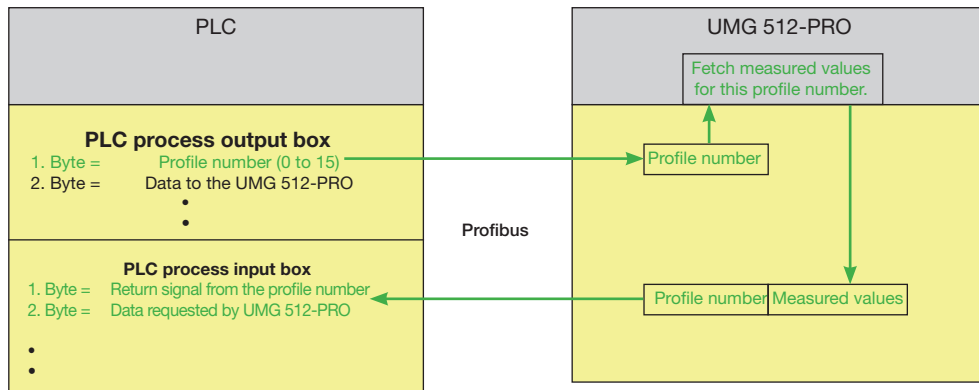 PLC
PLC process output box
1. Byte = Profile number (0 to 15)
2. Byte = Data to the UMG 512-PRO
•
•
PLC process input box
1. Byte = Return signal from the profile number
2. Byte = Data requested by UMG 512-PRO
•
•
Profibus
UMG 512-PRO
Fetch measured values
for this profile number.
Profile number
Profile number Measured values